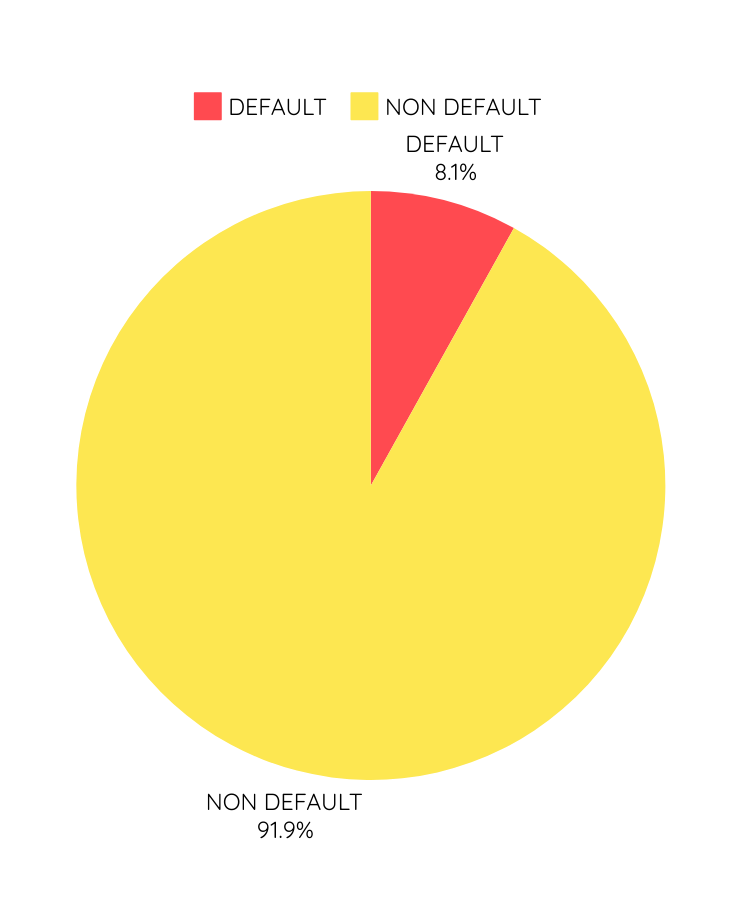 DEFAULT NON DEFAULT
DEFAULT
8.1%
NON DEFAULT
91.9%